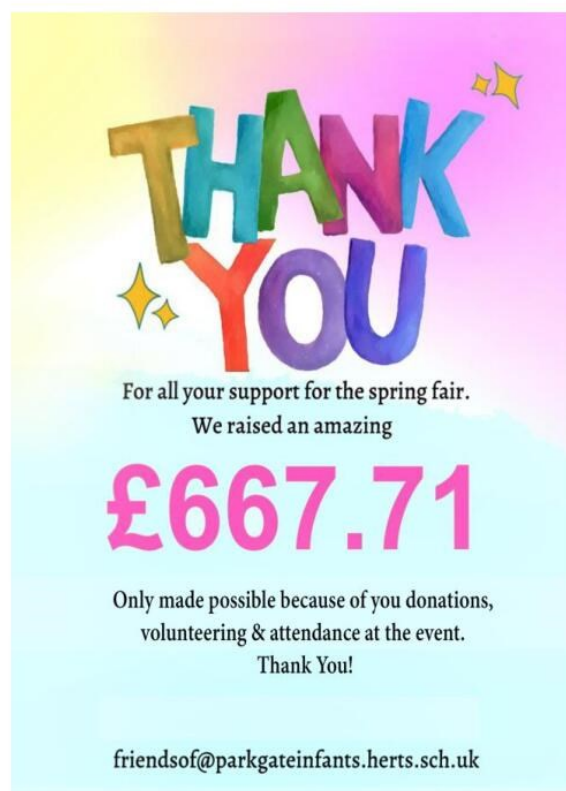 THANK
YOU
For all your support for the spring fair.
We raised an amazing
£667.71
Only made possible because of you donations,
volunteering & attendance at the event.
Thank You!
friendsof@parkgateinfants.herts.sch.uk